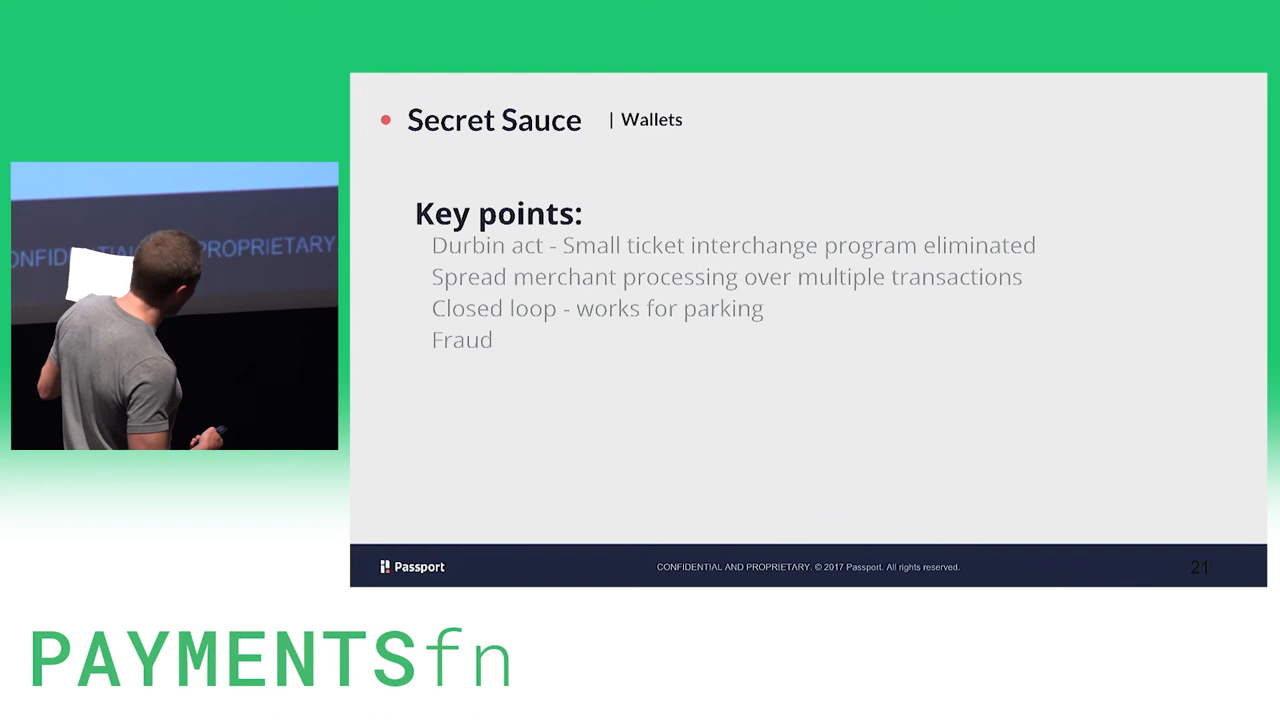 Secret Sauce | Wallets
Key points:
Durbin act - Small ticket interchange program eliminated
Spread merchant processing over multiple transactions
Closed loop - works for parking
Fraud
PROPRIETARY.
Passport
CONFIDENTIAL AND PROPRIETARY. © 2017 Passport. All rights reserved.
21
PAYMENTSfn